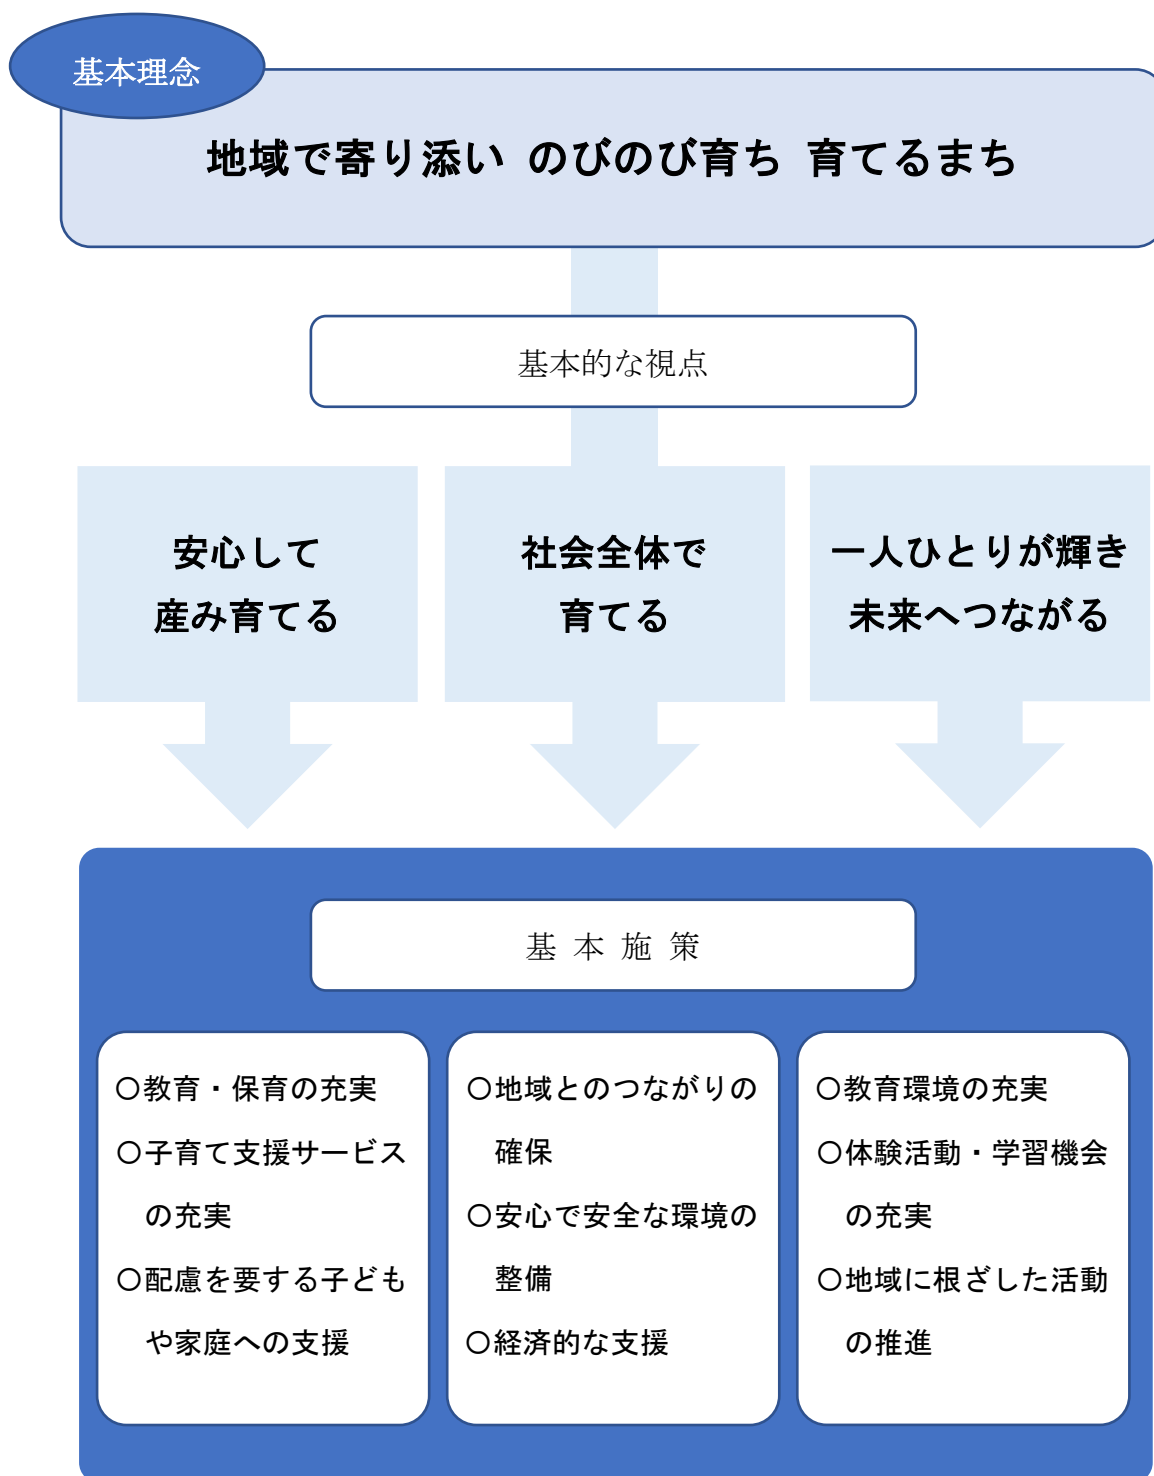 基本理念
地域で寄り添い のびのび育ち 育てるまち
基本的な視点
安心して
産み育てる
社会全体で
育てる
一人ひとりが輝き
未来へつながる
基 本 施 策
○教育・保育の充実
○子育て支援サービス
の充実
○配慮を要する子ども
や家庭への支援
○地域とのつながりの
確保
○安心で安全な環境の
整備
○経済的な支援
○教育環境の充実
○体験活動・学習機会
の充実
○地域に根ざした活動
の推進